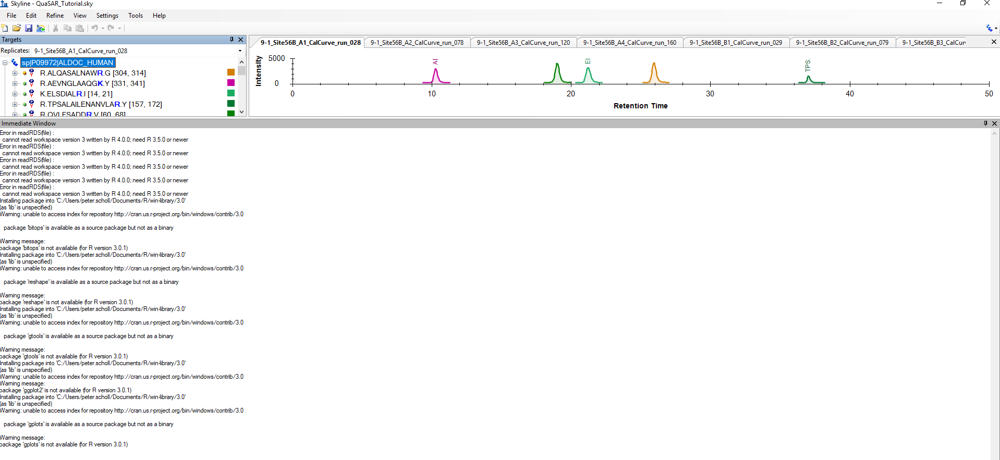 Skyline - QuaSAR_Tutorial.sky
File Edit Refine View Settings Tools Help
Targets
Replicates: 9-1_Site56B_A1_CalCurve_run_028
sp|P09972|ALDOC_HUMAN
R.ALQASALNAWR.G [304, 314]
R.AEVNGLAAQGK.Y [331, 341]
K.ELSDIALR.I [14, 21]
R.TPSALAILENANVLAR.Y [157, 172]
R.QVLFSADDR.V [60, 68]
9-1_Site56B_A1_CalCurve_run_028 9-1_Site56B_A2_CalCurve_run_078 9-1_Site56B_A3_CalCurve_run_120 9-1_Site56B_A4_CalCurve_run_160 9-1_Site56B_B1_CalCurve_run_029 9-1_Site56B_B2_CalCurve_run_079 9-1_Site56B_B3_CalCur
Intensity
5000
0
AE
EL
TPS.
0 10 20 30 40 50
Retention Time
Immediate Window
Error in readRDS(file) :
cannot read workspace version 3 written by R 4.0.0; need R 3.5.0 or newer
Error in readRDS(file) :
cannot read workspace version 3 written by R 4.0.0; need R 3.5.0 or newer
Error in readRDS(file) :
cannot read workspace version 3 written by R 4.0.0; need R 3.5.0 or newer
Error in readRDS(file) :
cannot read workspace version 3 written by R 4.0.0; need R 3.5.0 or newer
Error in readRDS(file) :
cannot read workspace version 3 written by R 4.0.0; need R 3.5.0 or newer
Installing package into 'C:/Users/peter.scholl/Documents/R/win-library/3.0'
(as 'lib' is unspecified)
Warning: unable to access index for repository http://cran.us.r-project.org/bin/windows/contrib/3.0
package 'bitops' is available as a source package but not as a binary
Warning message:
package 'bitops' is not available (for R version 3.0.1)
Installing package into 'C:/Users/peter.scholl/Documents/R/win-library/3.0'
(as 'lib' is unspecified)
Warning: unable to access index for repository http://cran.us.r-project.org/bin/windows/contrib/3.0
package 'reshape' is available as a source package but not as a binary
Warning message:
package 'reshape' is not available (for R version 3.0.1)
Installing package into 'C:/Users/peter.scholl/Documents/R/win-library/3.0'
(as 'lib' is unspecified)
Warning: unable to access index for repository http://cran.us.r-project.org/bin/windows/contrib/3.0
package 'gtools' is available as a source package but not as a binary
Warning message:
package 'gtools' is not available (for R version 3.0.1)
Installing package into 'C:/Users/peter.scholl/Documents/R/win-library/3.0'
(as 'lib' is unspecified)
Warning: unable to access index for repository http://cran.us.r-project.org/bin/windows/contrib/3.0
Warning message:
package 'ggplot2' is not available (for R version 3.0.1)
Installing package into 'C:/Users/peter.scholl/Documents/R/win-library/3.0'
(as 'lib' is unspecified)
Warning: unable to access index for repository http://cran.us.r-project.org/bin/windows/contrib/3.0
package 'gplots' is available as a source package but not as a binary
Warning message:
package 'gplots' is not available (for R version 3.0.1)